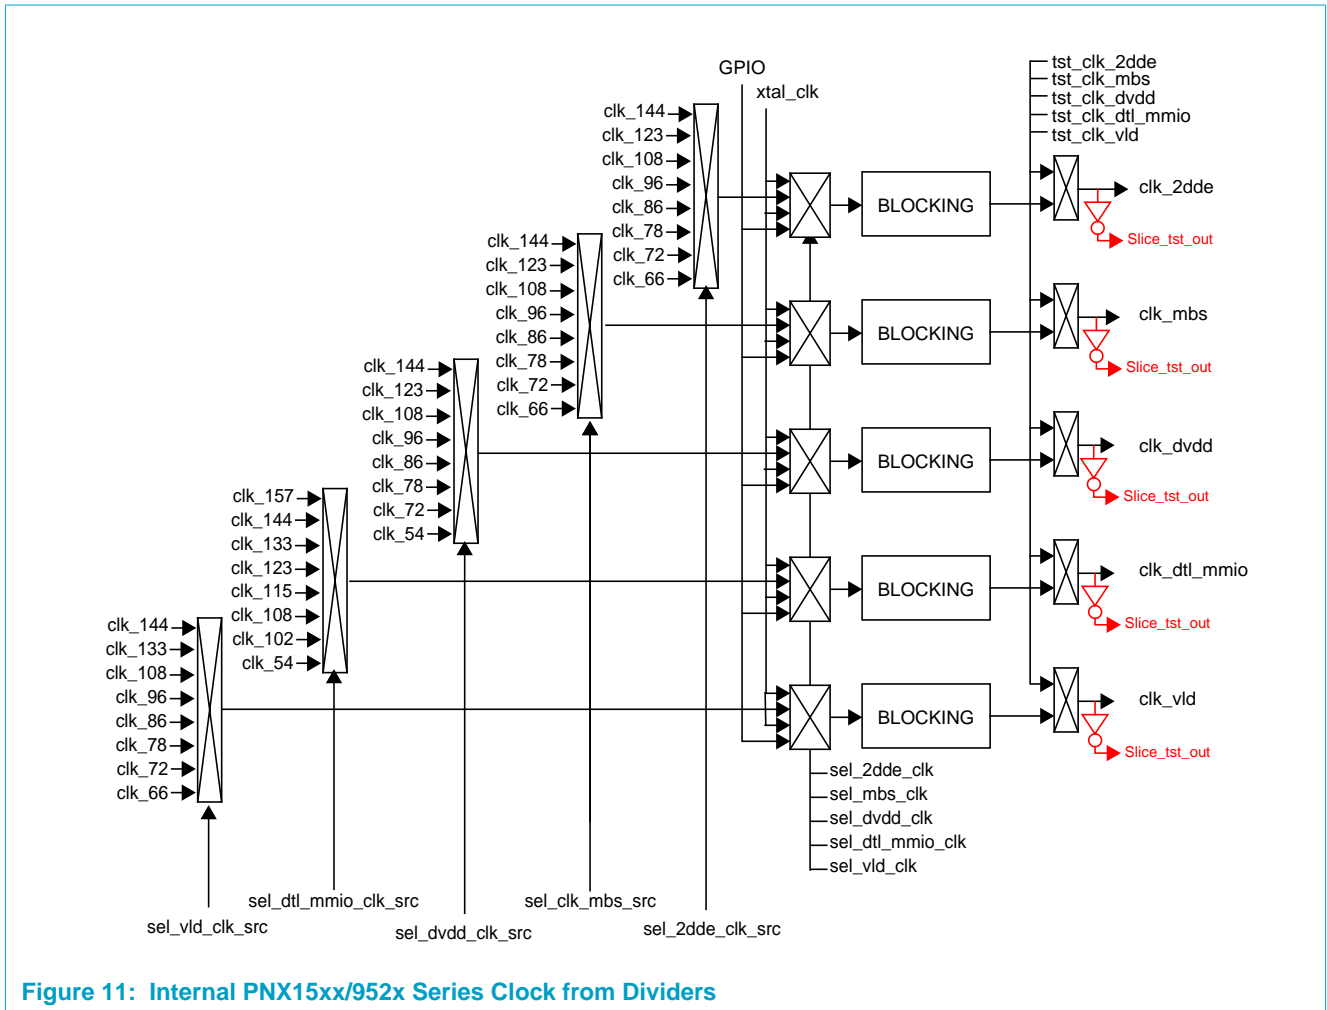 GPIO
xtal_clk
tst_clk_2dde
tst_clk_mbs
tst_clk_dvdd
tst_clk_dtl_mmio
tst_clk_vld
clk_144
clk_123
clk_108
clk_96
clk_86
clk_78
clk_72
clk_66
BLOCKING
clk_2dde
Slice_tst_out
clk_144
clk_123
clk_108
clk_96
clk_86
clk_78
clk_72
clk_66
BLOCKING
clk_mbs
Slice_tst_out
clk_144
clk_123
clk_108
clk_96
clk_86
clk_78
clk_72
clk_54
BLOCKING
clk_dvdd
Slice_tst_out
clk_157
clk_144
clk_133
clk_123
clk_115
clk_108
clk_102
clk_54
BLOCKING
clk_dtl_mmio
Slice_tst_out
clk_144
clk_133
clk_108
clk_96
clk_86
clk_78
clk_72
clk_66
BLOCKING
clk_vld
Slice_tst_out
sel_2dde_clk
sel_mbs_clk
sel_dvdd_clk
sel_dtl_mmio_clk
sel_vld_clk
sel_vld_clk_src
sel_dtl_mmio_clk_src
sel_dvdd_clk_src
sel_clk_mbs_src
sel_2dde_clk_src
Figure 11: Internal PNX15xx/952x Series Clock from Dividers